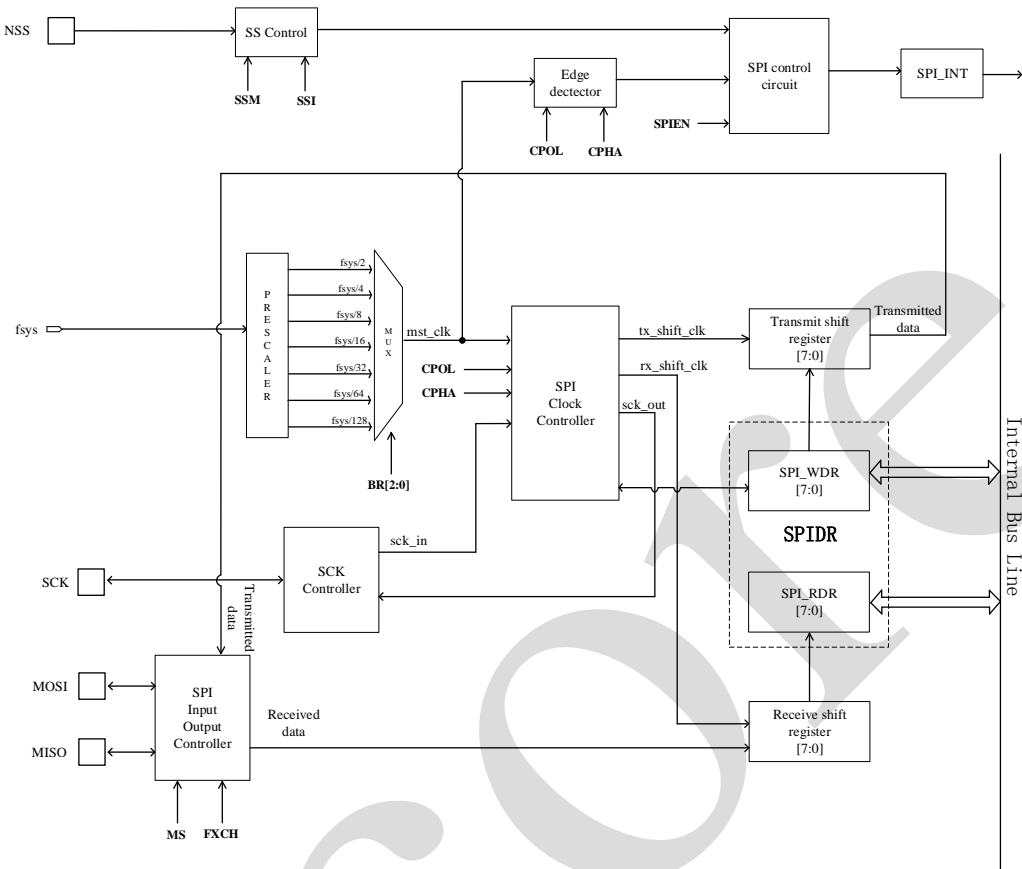 NSS
SS Control
SSM
SSI
Edge
dectector
CPOL
CPHA
SPIEN
SPI control
circuit
SPI_INT
fsys
PRESCALER
fsys/2
fsys/4
fsys/8
fsys/16
fsys/32
fsys/64
fsys/128
MUX
BR[2:0]
mst_clk
CPOL
CPHA
SPI
Clock
Controller
tx_shift_clk
rx_shift_clk
sck_out
Transmit shift
register
[7:0]
Transmitted
data
SPI_WDR
[7:0]
SPIDR
SPI_RDR
[7:0]
Internal Bus Line
SCK
SCK
Controller
sck_in
Transmitted
data
MOSI
MISO
SPI
Input
Output
Controller
Received
data
Receive shift
register
[7:0]
MS
FXCH
core